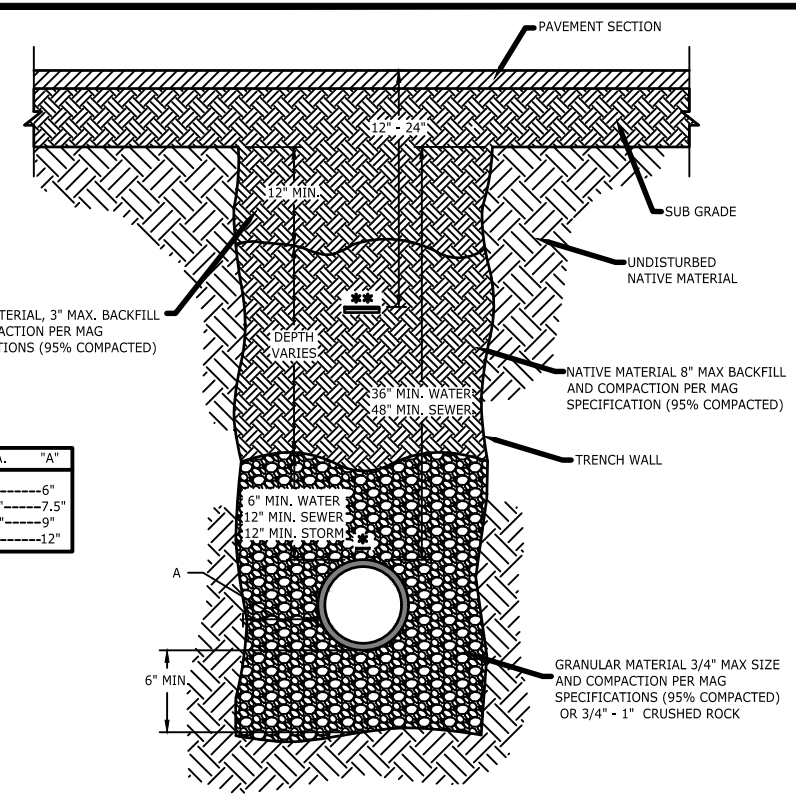 PAVEMENT SECTION
12" - 24"
12" MIN.
SUB GRADE
UNDISTURBED
NATIVE MATERIAL
3" MAX. BACKFILL
PER MAG
(95% COMPACTED)
**
DEPTH
VARIES
NATIVE MATERIAL 8" MAX BACKFILL
AND COMPACTION PER MAG
SPECIFICATION (95% COMPACTED)
36" MIN. WATER
48" MIN. SEWER
TRENCH WALL
"A"
6"
7.5"
9"
12"
6" MIN. WATER
12" MIN. SEWER
12" MIN. STORM
*
A
6" MIN.
GRANULAR MATERIAL 3/4" MAX SIZE
AND COMPACTION PER MAG
SPECIFICATIONS (95% COMPACTED)
OR 3/4" - 1" CRUSHED ROCK